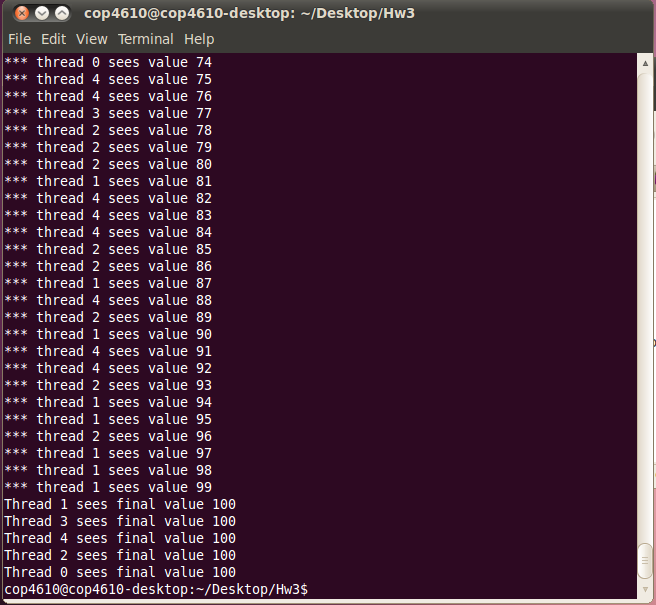 cop4610@cop4610-desktop: ~/Desktop/Hw3
File Edit View Terminal Help
*** thread 0 sees value 74
*** thread 4 sees value 75
*** thread 4 sees value 76
*** thread 3 sees value 77
*** thread 2 sees value 78
*** thread 2 sees value 79
*** thread 2 sees value 80
*** thread 1 sees value 81
*** thread 4 sees value 82
*** thread 4 sees value 83
*** thread 4 sees value 84
*** thread 2 sees value 85
*** thread 2 sees value 86
*** thread 1 sees value 87
*** thread 4 sees value 88
*** thread 2 sees value 89
*** thread 1 sees value 90
*** thread 4 sees value 91
*** thread 4 sees value 92
*** thread 2 sees value 93
*** thread 1 sees value 94
*** thread 1 sees value 95
*** thread 2 sees value 96
*** thread 1 sees value 97
*** thread 1 sees value 98
*** thread 1 sees value 99
Thread 1 sees final value 100
Thread 3 sees final value 100
Thread 4 sees final value 100
Thread 2 sees final value 100
Thread 0 sees final value 100
cop4610@cop4610-desktop:~/Desktop/Hw3$